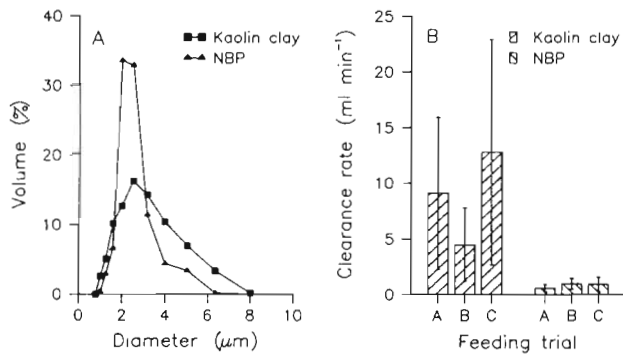 A
Kaolin clay
NBP
Volume (%)
40
30
20
10
0
0 2 4 6 8 10
Diameter (μm)
B
Kaolin clay
NBP
Clearance rate (ml min⁻¹)
25
20
15
10
5
0
A B C A B C
Feeding trial